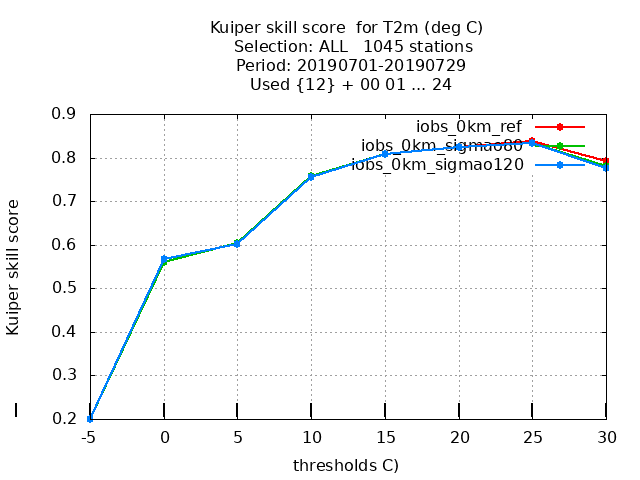 Kuiper skill score  for T2m (deg C)
Selection: ALL   1045 stations
Period: 20190701-20190729
Used {12} + 00 01 ... 24
iobs_0km_ref
iobs_0km_sigmao80
iobs_0km_sigmao120
0.9
0.8
0.7
0.6
0.5
0.4
0.3
0.2
Kuiper skill score
-5 0 5 10 15 20 25 30
thresholds C)